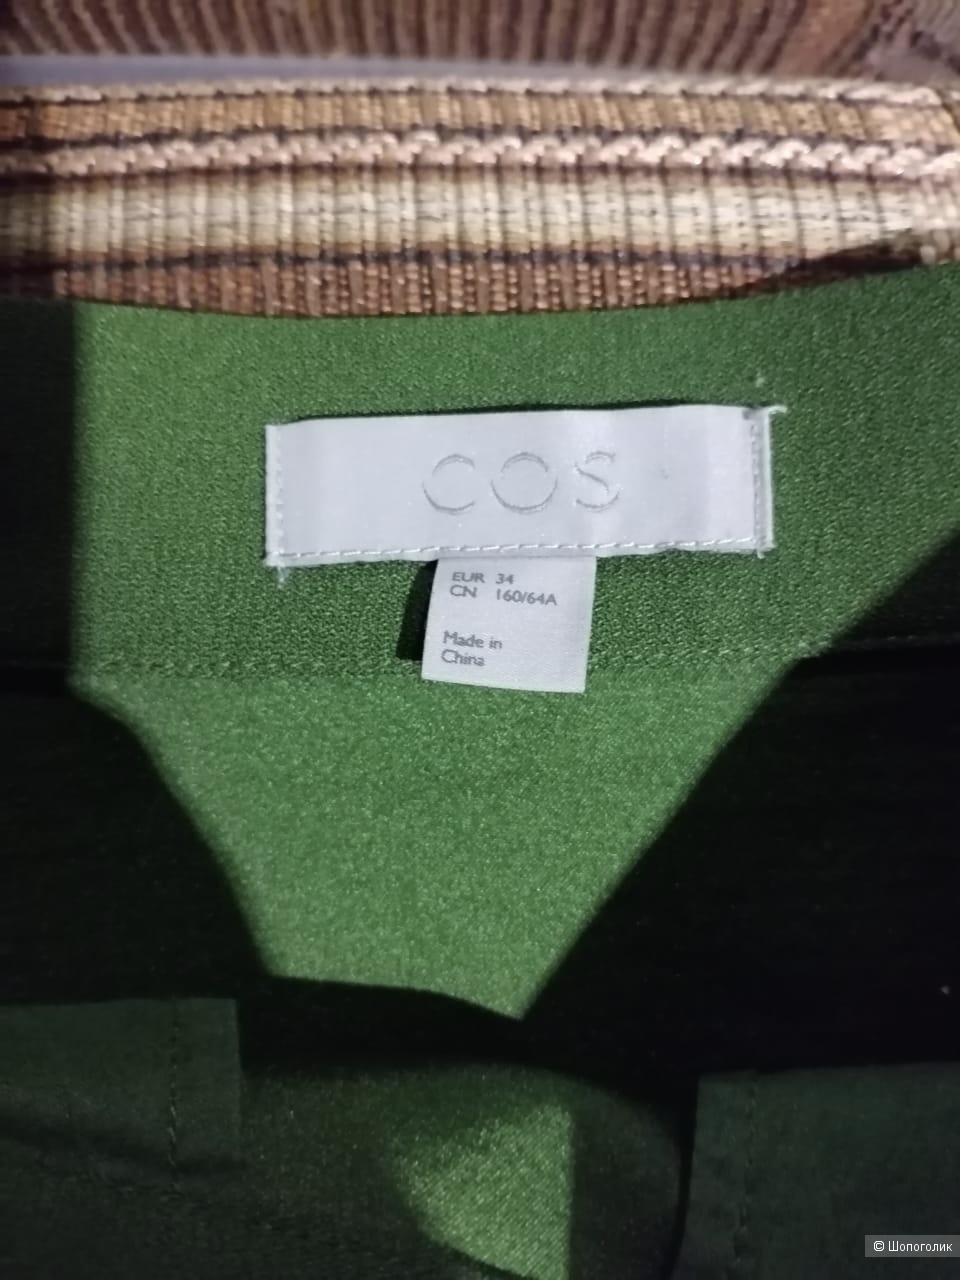 COS
EUR 34
CN 160/64A
Made in
China
© Шопоголик